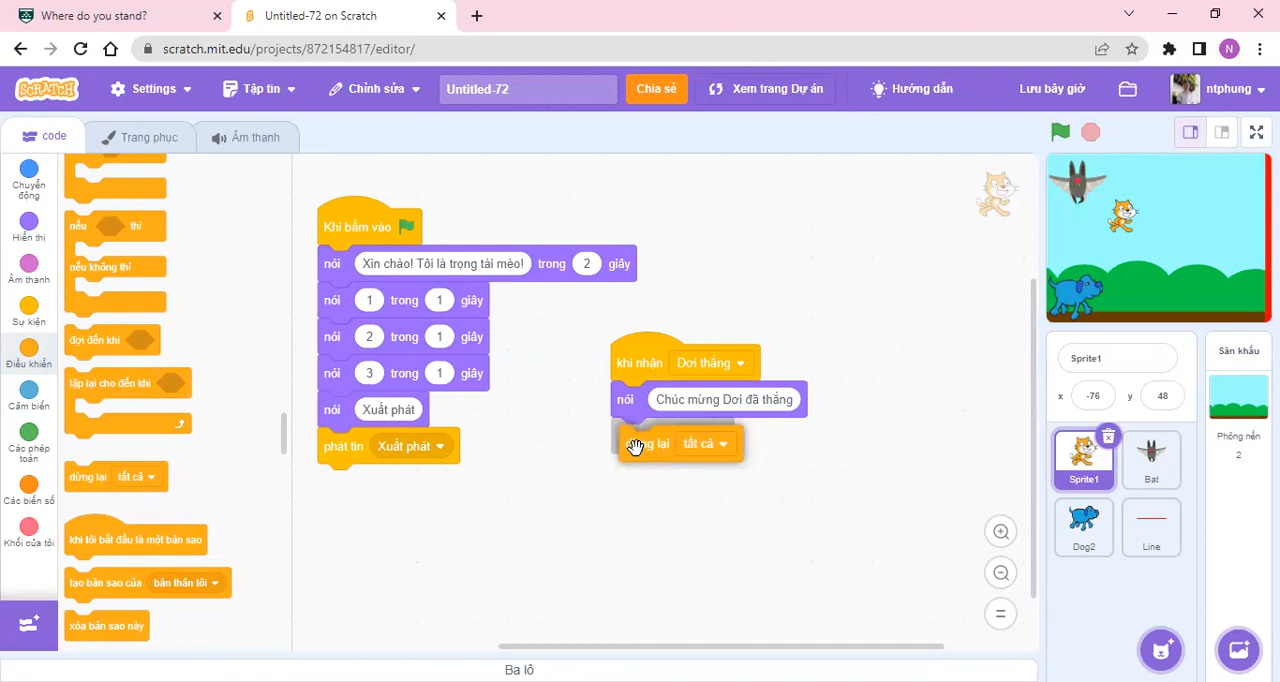 Where do you stand?
Untitled-72 on Scratch
scratch.mit.edu/projects/872154817/editor/
N
SCRATCH
Settings
Tập tin
Chỉnh sửa
Untitled-72
Chia sẻ
Xem trang Dự án
Hướng dẫn
Lưu bây giờ
ntphung
code
Trang phục
Âm thanh
Chuyển động
Hiển thị
Âm thanh
Sự kiện
Điều khiển
Cảm biến
Các phép toán
Các biến số
Khối của tôi
nếu thì
nếu không thì
đợi đến khi
lặp lại cho đến khi
dừng lại tất cả
khi tôi bắt đầu là một bản sao
tạo bản sao của bản thân tôi
xóa bản sao này
Khi bấm vào
nói Xin chào! Tôi là trọng tài mèo! trong 2 giây
nói 1 trong 1 giây
nói 2 trong 1 giây
nói 3 trong 1 giây
nói Xuất phát
phát tin Xuất phát
khi nhận Dơi thắng
nói Chúc mừng Dơi đã thắng
lại tất cả
Sprite1
x -76 y 48
Sprite1
Bat
Dog2
Line
Sân khấu
Phông nền
2
Ba lô